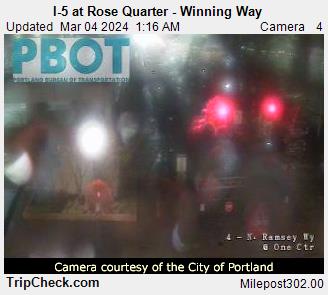 I-5 at Rose Quarter - Winning Way
Updated Mar 04 2024 1:16 AM Camera 4
PBOT
PORTLAND BUREAU OF TRANSPORTATION
4 - N. Ramsey Wy
@ One Ctr
Camera courtesy of the City of Portland
TripCheck.com Milepost302.00